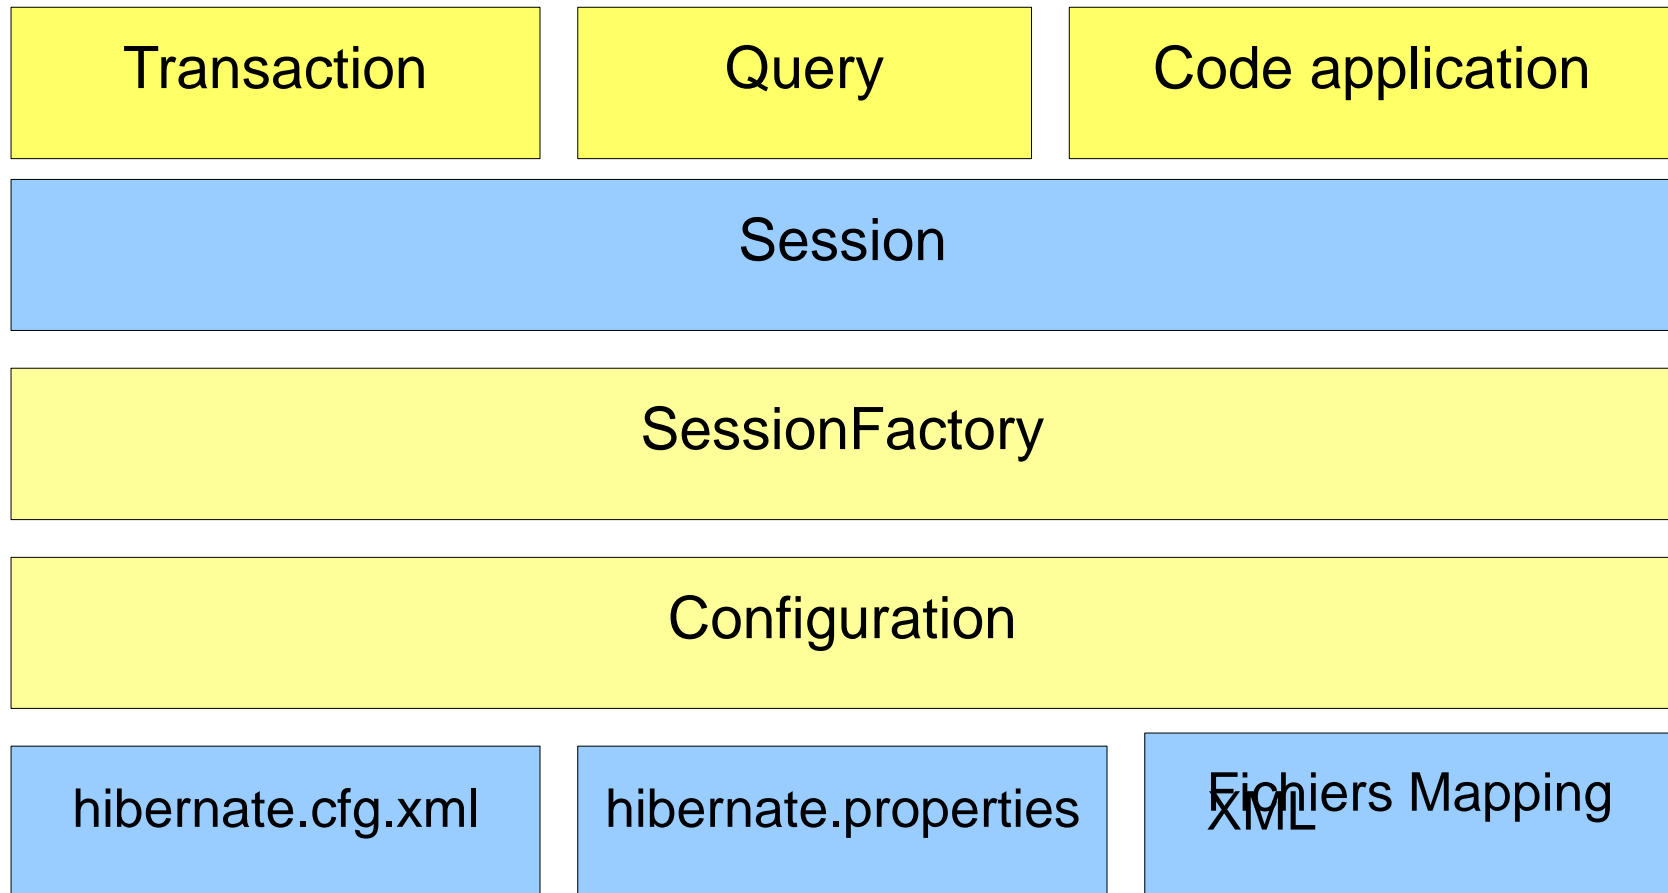 Transaction
Query
Code application
Session
SessionFactory
Configuration
hibernate.cfg.xml
hibernate.properties
Fichiers Mapping
XML